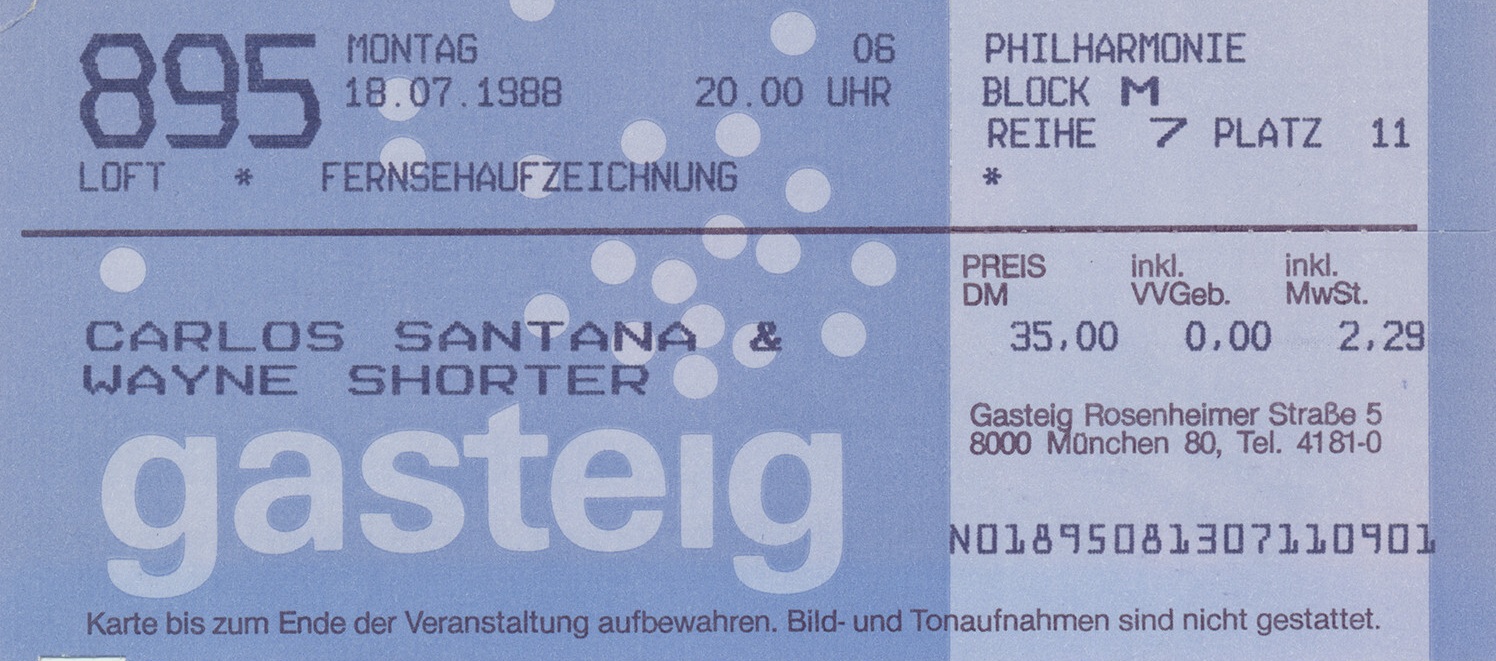 895 MONTAG 06
18.07.1988 20.00 UHR
LOFT * FERNSEHAUFZEICHNUNG
PHILHARMONIE
BLOCK M
REIHE 7 PLATZ 11
*
CARLOS SANTANA &
WAYNE SHORTER
gasteig
PREIS inkl. inkl.
DM VVGeb. MwSt.
35,00 0,00 2,29
Gasteig Rosenheimer Straße 5
8000 München 80, Tel. 4181-0
N01895081307110901
Karte bis zum Ende der Veranstaltung aufbewahren. Bild- und Tonaufnahmen sind nicht gestattet.